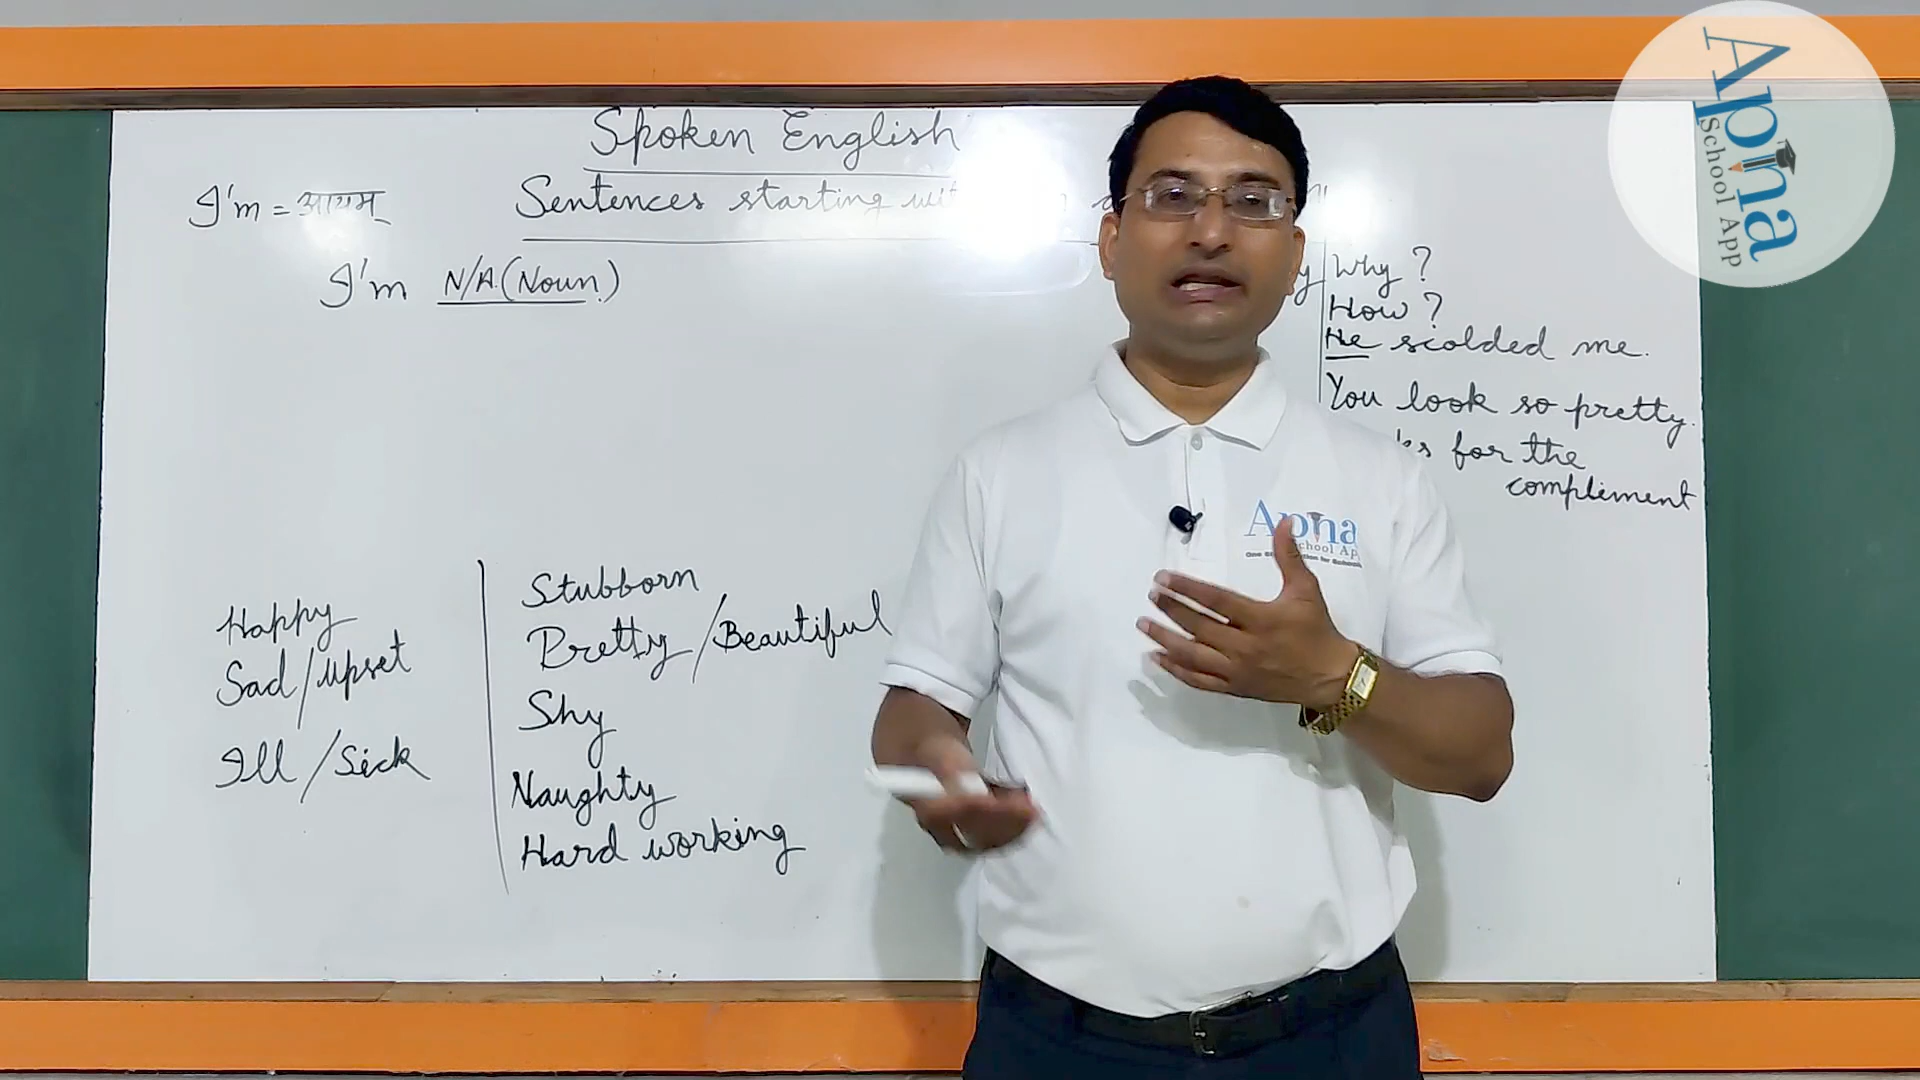 Spoken English
I'm = आयम्
Sentences starting
I'm N/A.(Noun.)
Why ?
How ?
He scolded me.
You look so pretty.
for the
compliment
Happy
Sad/Upset
Ill/Sick
Stubborn
Pretty/Beautiful
Shy
Naughty
Hard working
Apna
School App
Apna